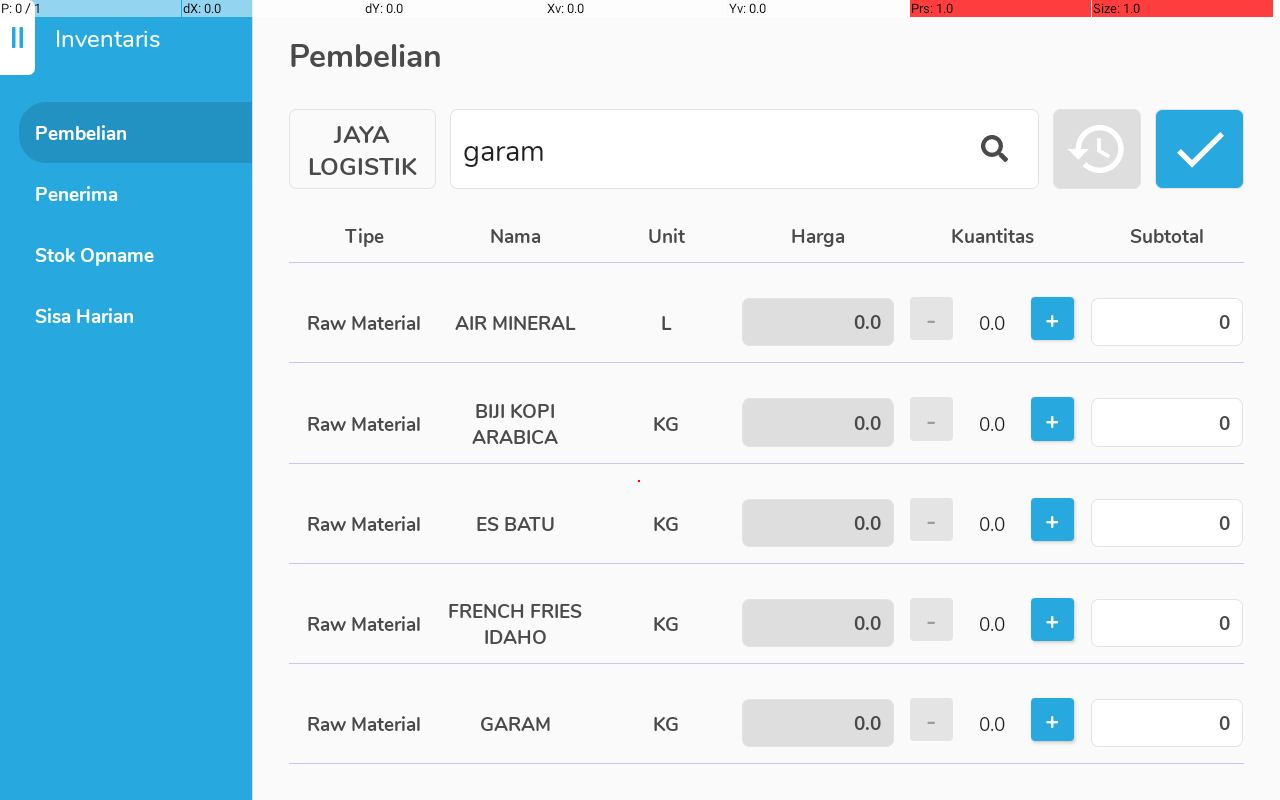 P: 0 / 1 dX: 0.0 dY: 0.0 Xv: 0.0 Yv: 0.0 Prs: 1.0 Size: 1.0
Inventaris
Pembelian
Penerima
Stok Opname
Sisa Harian
Pembelian
JAYA
LOGISTIK
garam
Tipe Nama Unit Harga Kuantitas Subtotal
Raw Material AIR MINERAL L 0.0 - 0.0 + 0
Raw Material BIJI KOPI ARABICA KG 0.0 - 0.0 + 0
Raw Material ES BATU KG 0.0 - 0.0 + 0
Raw Material FRENCH FRIES IDAHO KG 0.0 - 0.0 + 0
Raw Material GARAM KG 0.0 - 0.0 + 0